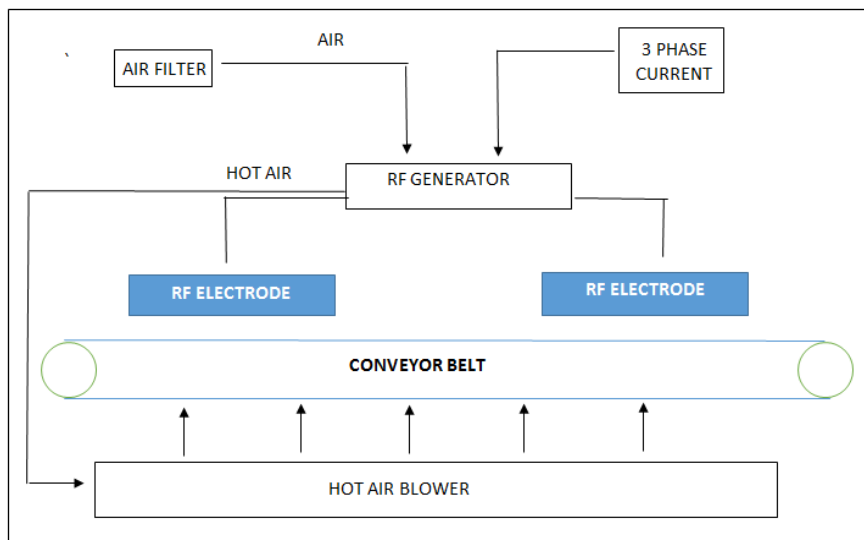 AIR
3 PHASE
CURRENT
AIR FILTER
HOT AIR
RF GENERATOR
RF ELECTRODE
RF ELECTRODE
CONVEYOR BELT
HOT AIR BLOWER